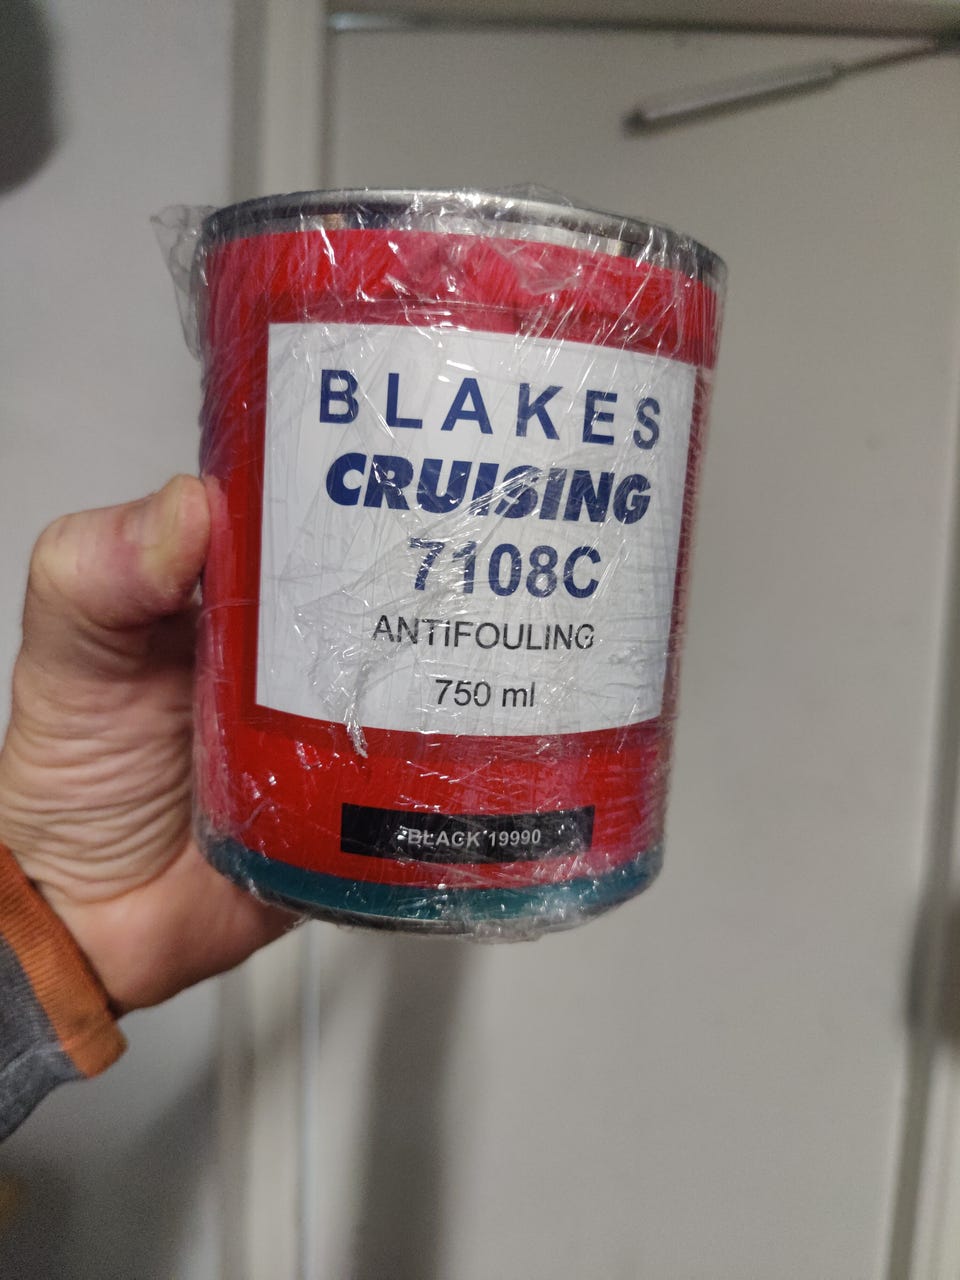 BLAKES
CRUISING
7108C
ANTIFOULING
750 ml
BLACK 19990